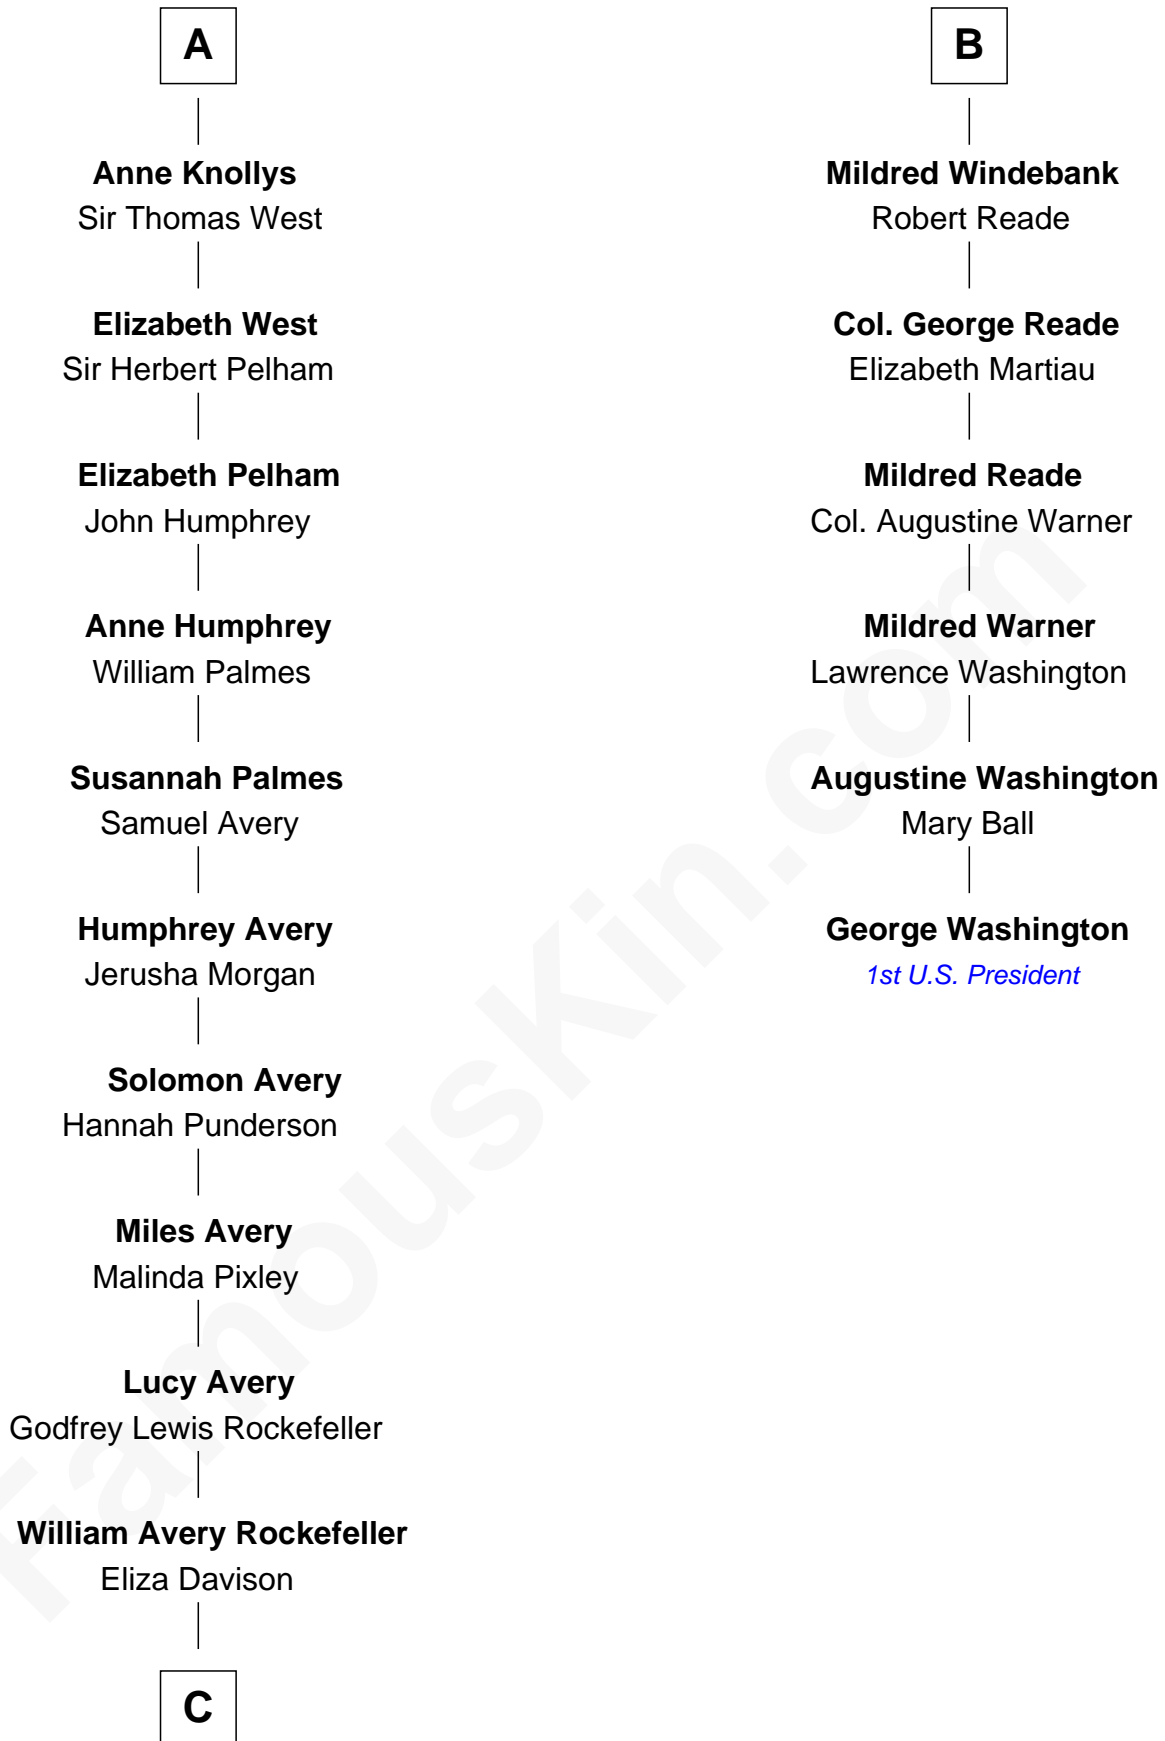 A
Anne Knollys
Sir Thomas West
Elizabeth West
Sir Herbert Pelham
Elizabeth Pelham
John Humphrey
Anne Humphrey
William Palmes
Susannah Palmes
Samuel Avery
Humphrey Avery
Jerusha Morgan
Solomon Avery
Hannah Punderson
Miles Avery
Malinda Pixley
Lucy Avery
Godfrey Lewis Rockefeller
William Avery Rockefeller
Eliza Davison
C
B
Mildred Windebank
Robert Reade
Col. George Reade
Elizabeth Martiau
Mildred Reade
Col. Augustine Warner
Mildred Warner
Lawrence Washington
Augustine Washington
Mary Ball
George Washington
1st U.S. President
FamousKin.com